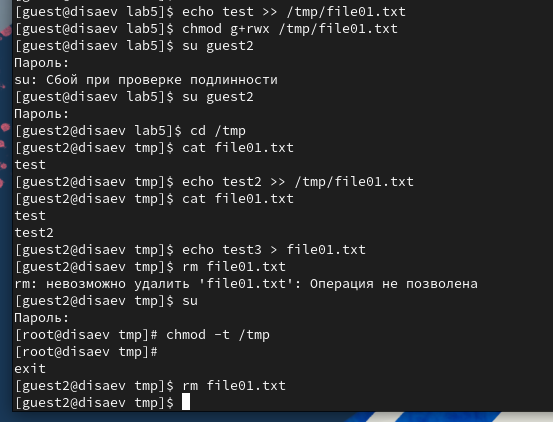 [guest@disaev lab5]$ echo test >> /tmp/file01.txt
[guest@disaev lab5]$ chmod g+rwx /tmp/file01.txt
[guest@disaev lab5]$ su guest2
Пароль:
su: Сбой при проверке подлинности
[guest@disaev lab5]$ su guest2
Пароль:
[guest2@disaev lab5]$ cd /tmp
[guest2@disaev tmp]$ cat file01.txt
test
[guest2@disaev tmp]$ echo test2 >> /tmp/file01.txt
[guest2@disaev tmp]$ cat file01.txt
test
test2
[guest2@disaev tmp]$ echo test3 > file01.txt
[guest2@disaev tmp]$ rm file01.txt
rm: невозможно удалить 'file01.txt': Операция не позволена
[guest2@disaev tmp]$ su
Пароль:
[root@disaev tmp]# chmod -t /tmp
[root@disaev tmp]#
exit
[guest2@disaev tmp]$ rm file01.txt
[guest2@disaev tmp]$